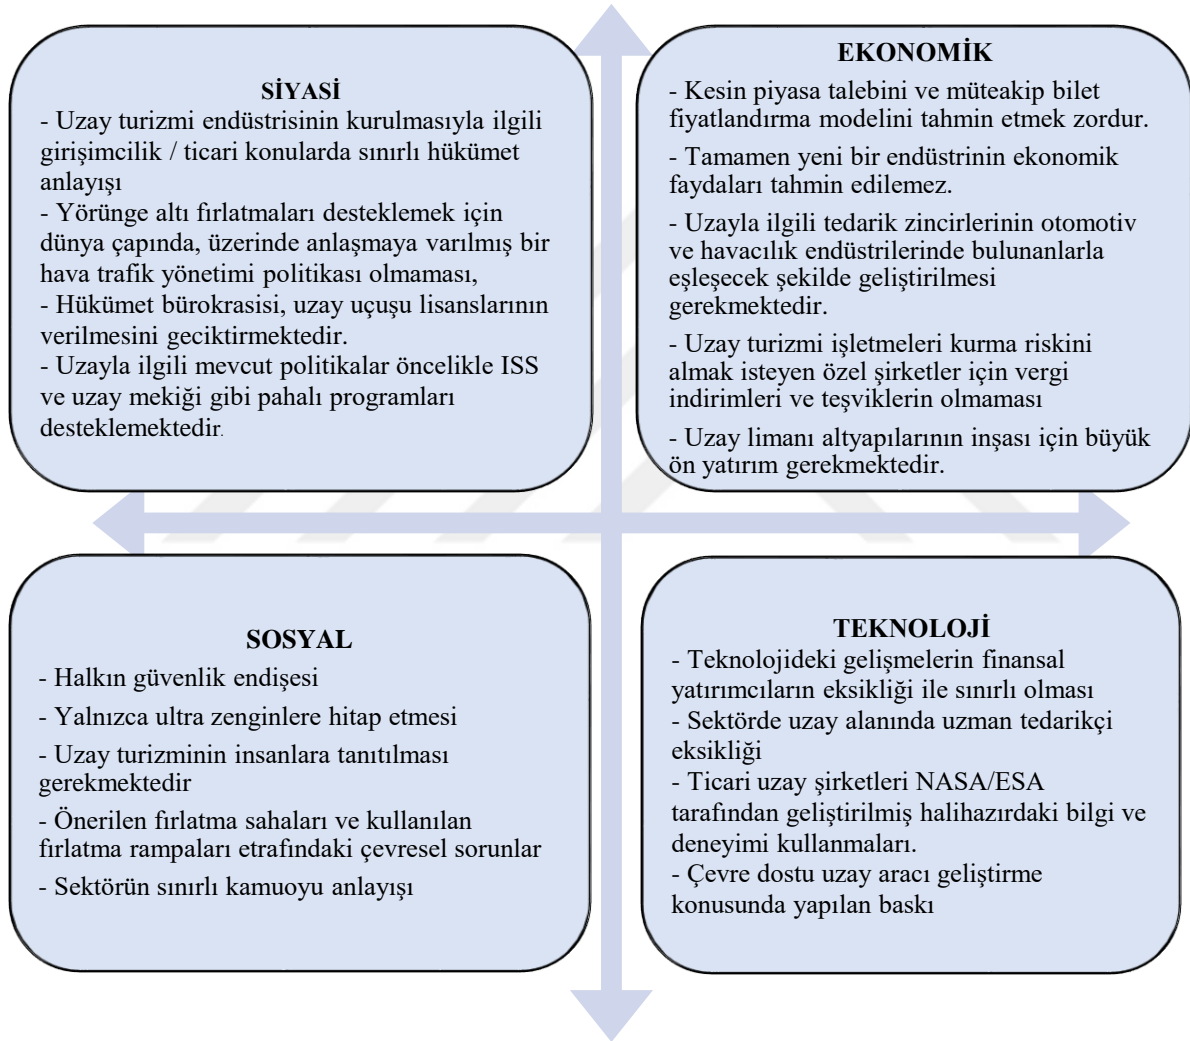 SİYASİ
- Uzay turizmi endüstrisinin kurulmasıyla ilgili
girişimcilik / ticari konularda sınırlı hükümet
anlayışı
- Yörünge altı fırlatmaları desteklemek için
dünya çapında, üzerinde anlaşmaya varılmış bir
hava trafik yönetimi politikası olmaması,
- Hükümet bürokrasisi, uzay uçuşu lisanslarının
verilmesini geciktirmektedir.
- Uzayla ilgili mevcut politikalar öncelikle ISS
ve uzay mekiği gibi pahalı programları
desteklemektedir.
EKONOMİK
- Kesin piyasa talebini ve müteakip bilet
fiyatlandırma modelini tahmin etmek zordur.
- Tamamen yeni bir endüstrinin ekonomik
faydaları tahmin edilemez.
- Uzayla ilgili tedarik zincirlerinin otomotiv
ve havacılık endüstrilerinde bulunanlarla
eşleşecek şekilde geliştirilmesi
gerekmektedir.
- Uzay turizmi işletmeleri kurma riskini
almak isteyen özel şirketler için vergi
indirimleri ve teşviklerin olmaması
- Uzay limanı altyapılarının inşası için büyük
ön yatırım gerekmektedir.
SOSYAL
- Halkın güvenlik endişesi
- Yalnızca ultra zenginlere hitap etmesi
- Uzay turizminin insanlara tanıtılması
gerekmektedir
- Önerilen fırlatma sahaları ve kullanılan
fırlatma rampaları etrafındaki çevresel sorunlar
- Sektörün sınırlı kamuoyu anlayışı
TEKNOLOJİ
- Teknolojideki gelişmelerin finansal
yatırımcıların eksikliği ile sınırlı olması
- Sektörde uzay alanında uzman tedarikçi
eksikliği
- Ticari uzay şirketleri NASA/ESA
tarafından geliştirilmiş halihazırdaki bilgi ve
deneyimi kullanmaları.
- Çevre dostu uzay aracı geliştirme
konusunda yapılan baskı